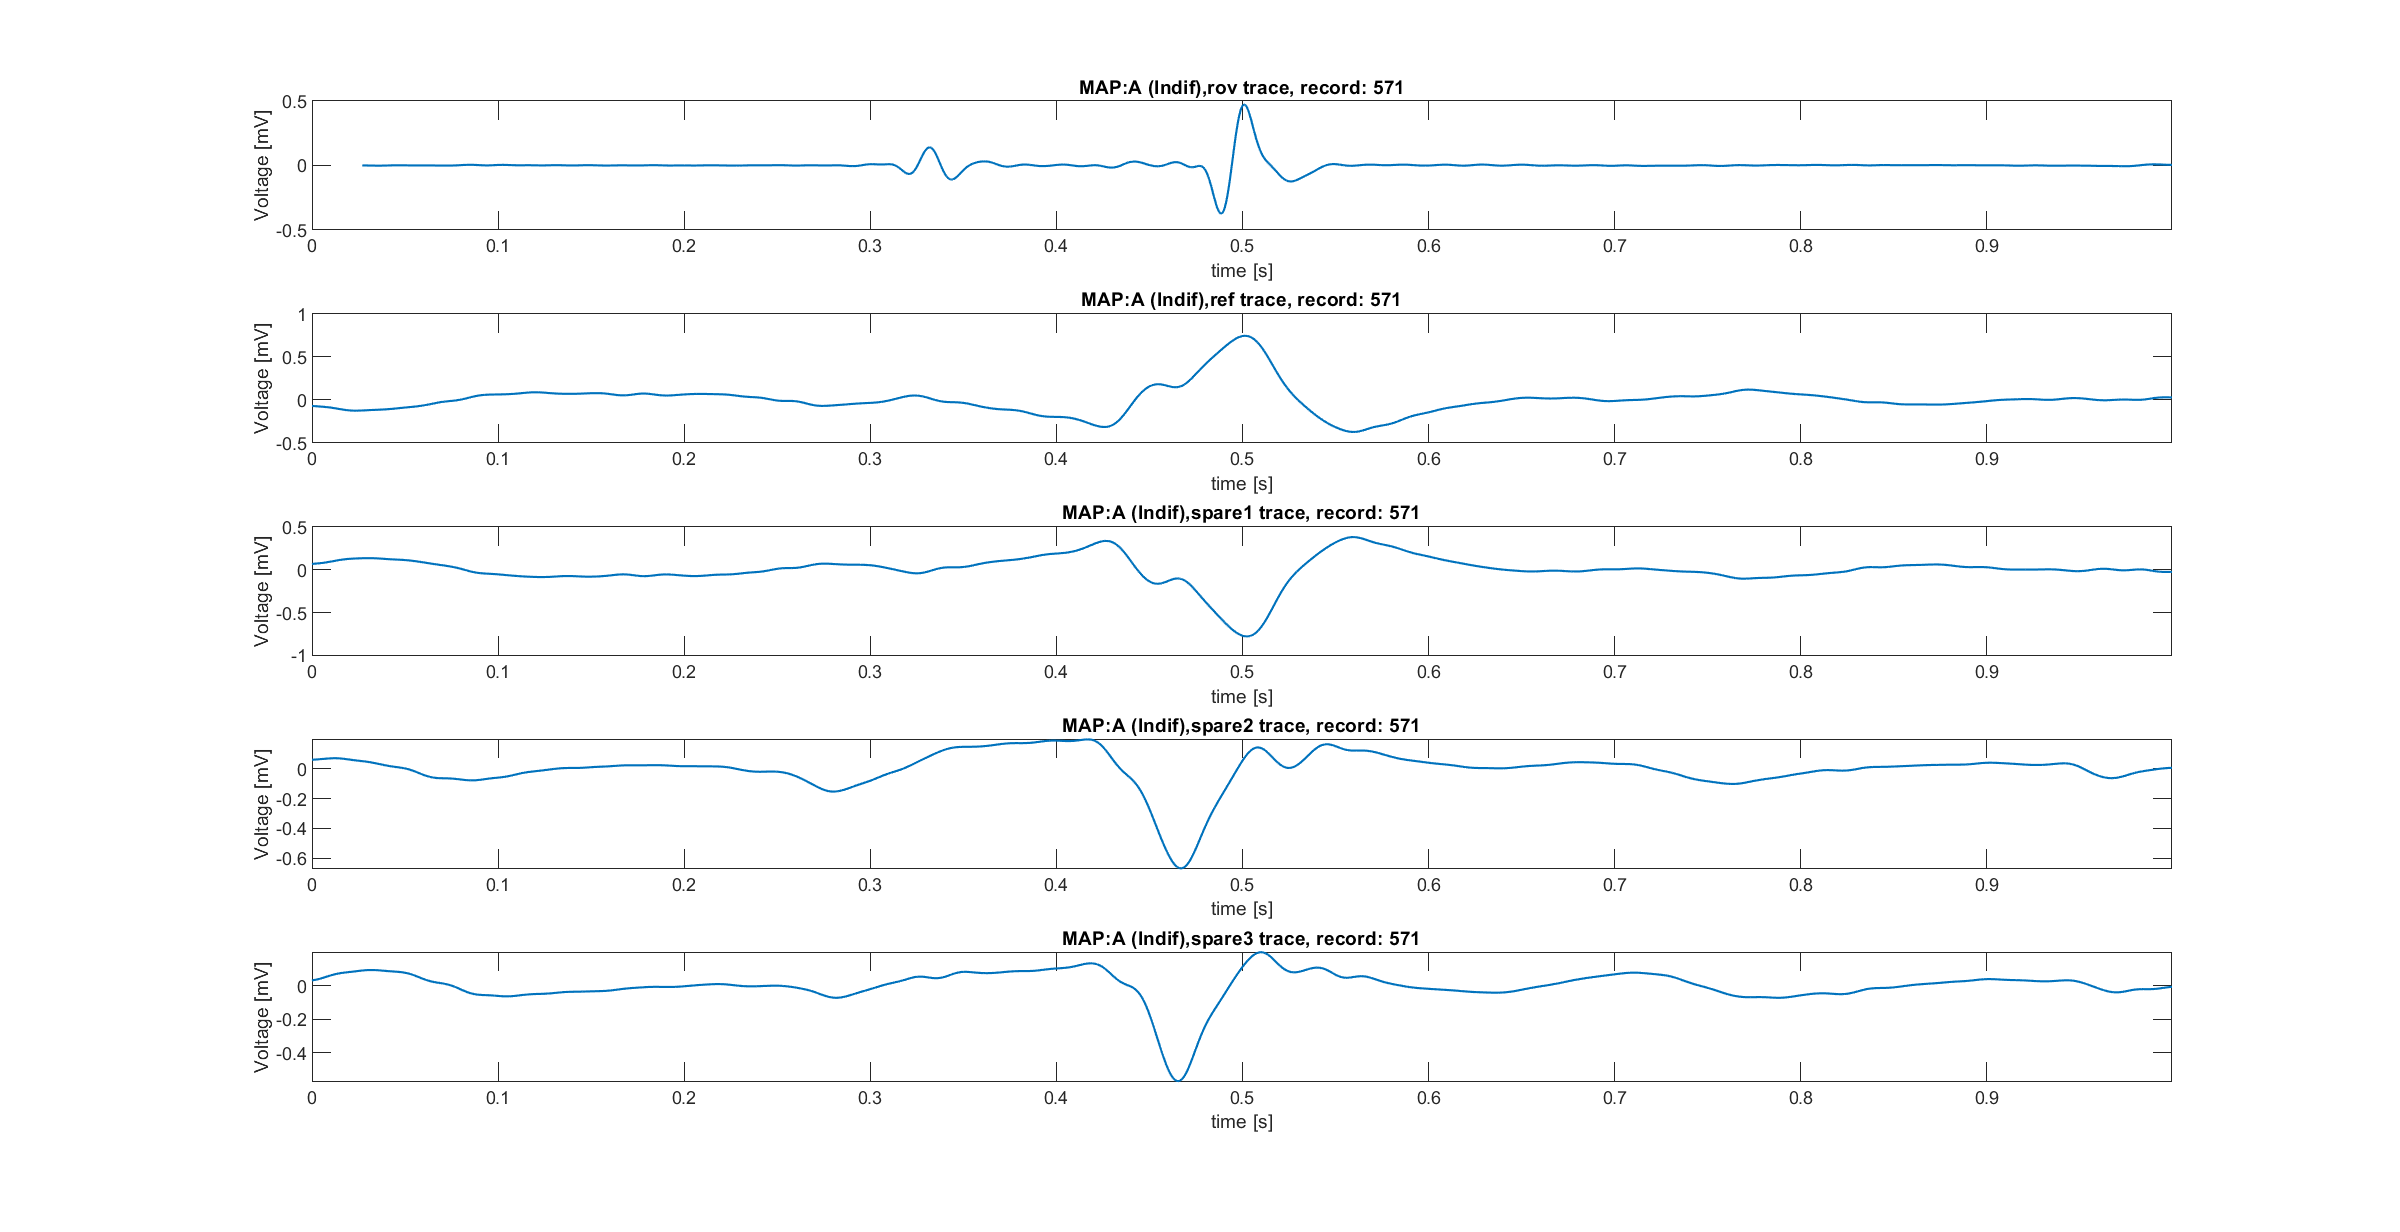 MAP:A (Indif),rov trace, record: 571
Voltage [mV]
0.5
0
-0.5
0 0.1 0.2 0.3 0.4 0.5 0.6 0.7 0.8 0.9
time [s]
MAP:A (Indif),ref trace, record: 571
Voltage [mV]
1
0.5
0
-0.5
0 0.1 0.2 0.3 0.4 0.5 0.6 0.7 0.8 0.9
time [s]
MAP:A (Indif),spare1 trace, record: 571
Voltage [mV]
0.5
0
-0.5
-1
0 0.1 0.2 0.3 0.4 0.5 0.6 0.7 0.8 0.9
time [s]
MAP:A (Indif),spare2 trace, record: 571
Voltage [mV]
0
-0.2
-0.4
-0.6
0 0.1 0.2 0.3 0.4 0.5 0.6 0.7 0.8 0.9
time [s]
MAP:A (Indif),spare3 trace, record: 571
Voltage [mV]
0
-0.2
-0.4
0 0.1 0.2 0.3 0.4 0.5 0.6 0.7 0.8 0.9
time [s]